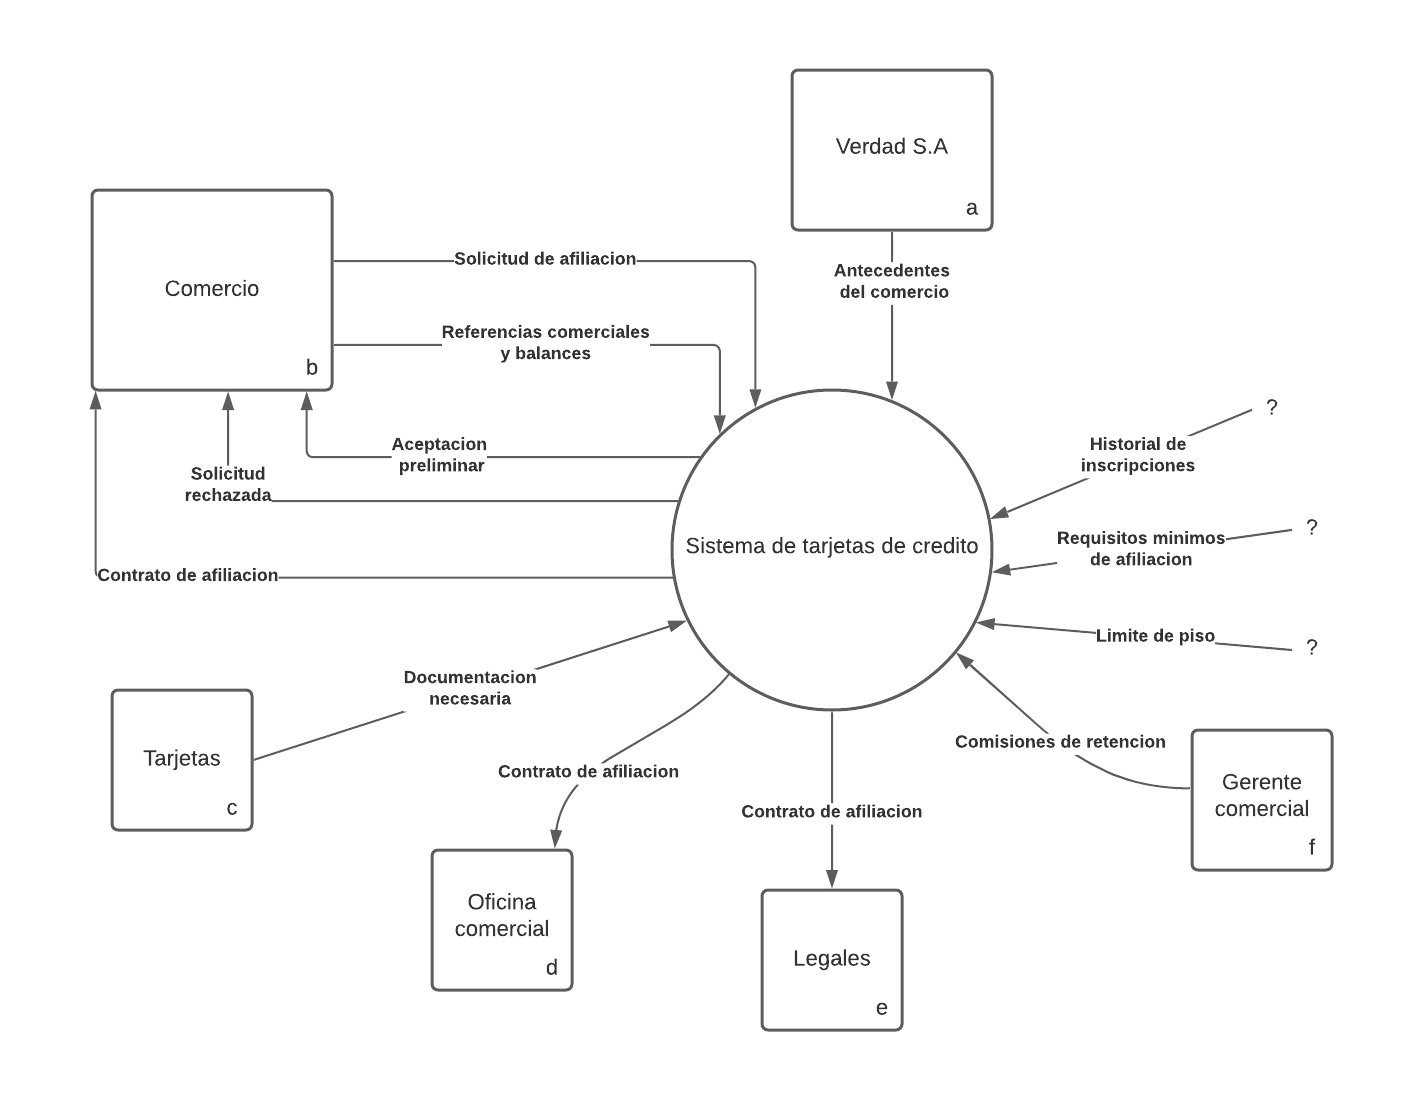 Verdad S.A
a
Comercio
b
Solicitud de afiliacion
Antecedentes
del comercio
Referencias comerciales
y balances
?
Historial de
inscripciones
Aceptacion
preliminar
Solicitud
rechazada
Sistema de tarjetas de credito
?
Requisitos minimos
de afiliacion
Contrato de afiliacion
Limite de piso
?
Documentacion
necesaria
Tarjetas
c
Contrato de afiliacion
Comisiones de retencion
Gerente
comercial
f
Contrato de afiliacion
Oficina
comercial
d
Legales
e